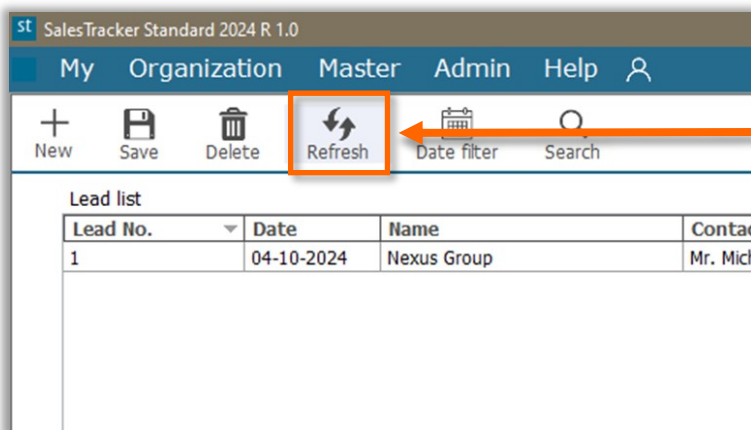 st SalesTracker Standard 2024 R 1.0
My Organization Master Admin Help
New Save Delete Refresh Date filter Search
Lead list
Lead No. Date Name
1 04-10-2024 Nexus Group Mr.